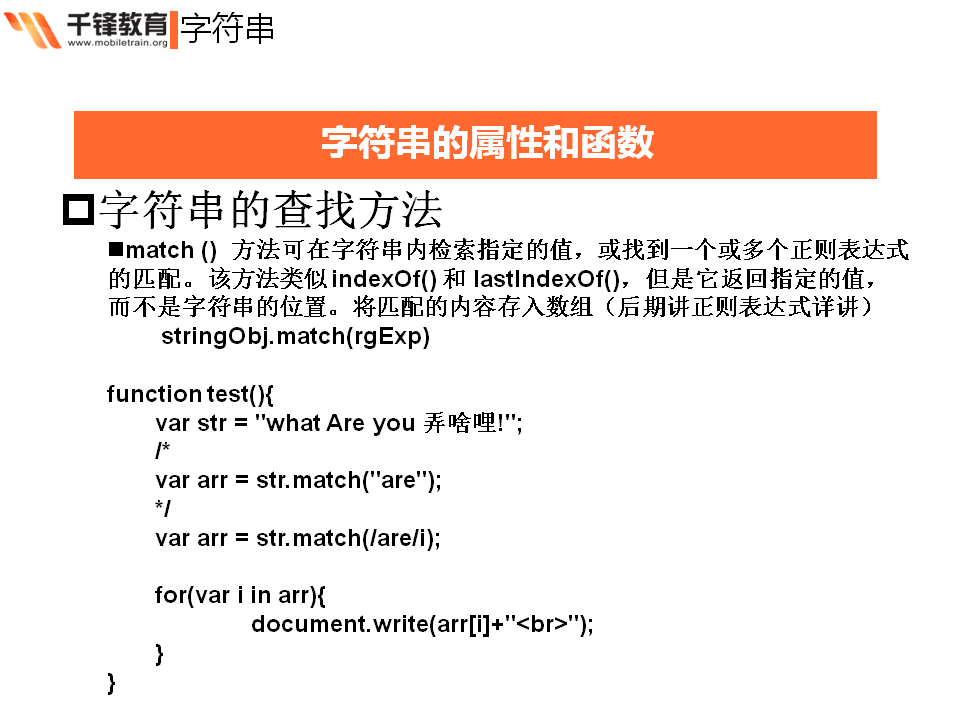 千锋教育 字符串
www.mobiletrain.org
字符串的属性和函数
字符串的查找方法
match () 方法可在字符串内检索指定的值，或找到一个或多个正则表达式
的匹配。该方法类似 indexOf() 和 lastIndexOf()，但是它返回指定的值，
而不是字符串的位置。将匹配的内容存入数组（后期讲正则表达式详讲）
stringObj.match(rgExp)
function test(){
var str = "what Are you 弄啥哩!";
/*
var arr = str.match("are");
*/
var arr = str.match(/are/i);
for(var i in arr){
document.write(arr[i]+"<br>");
}
}